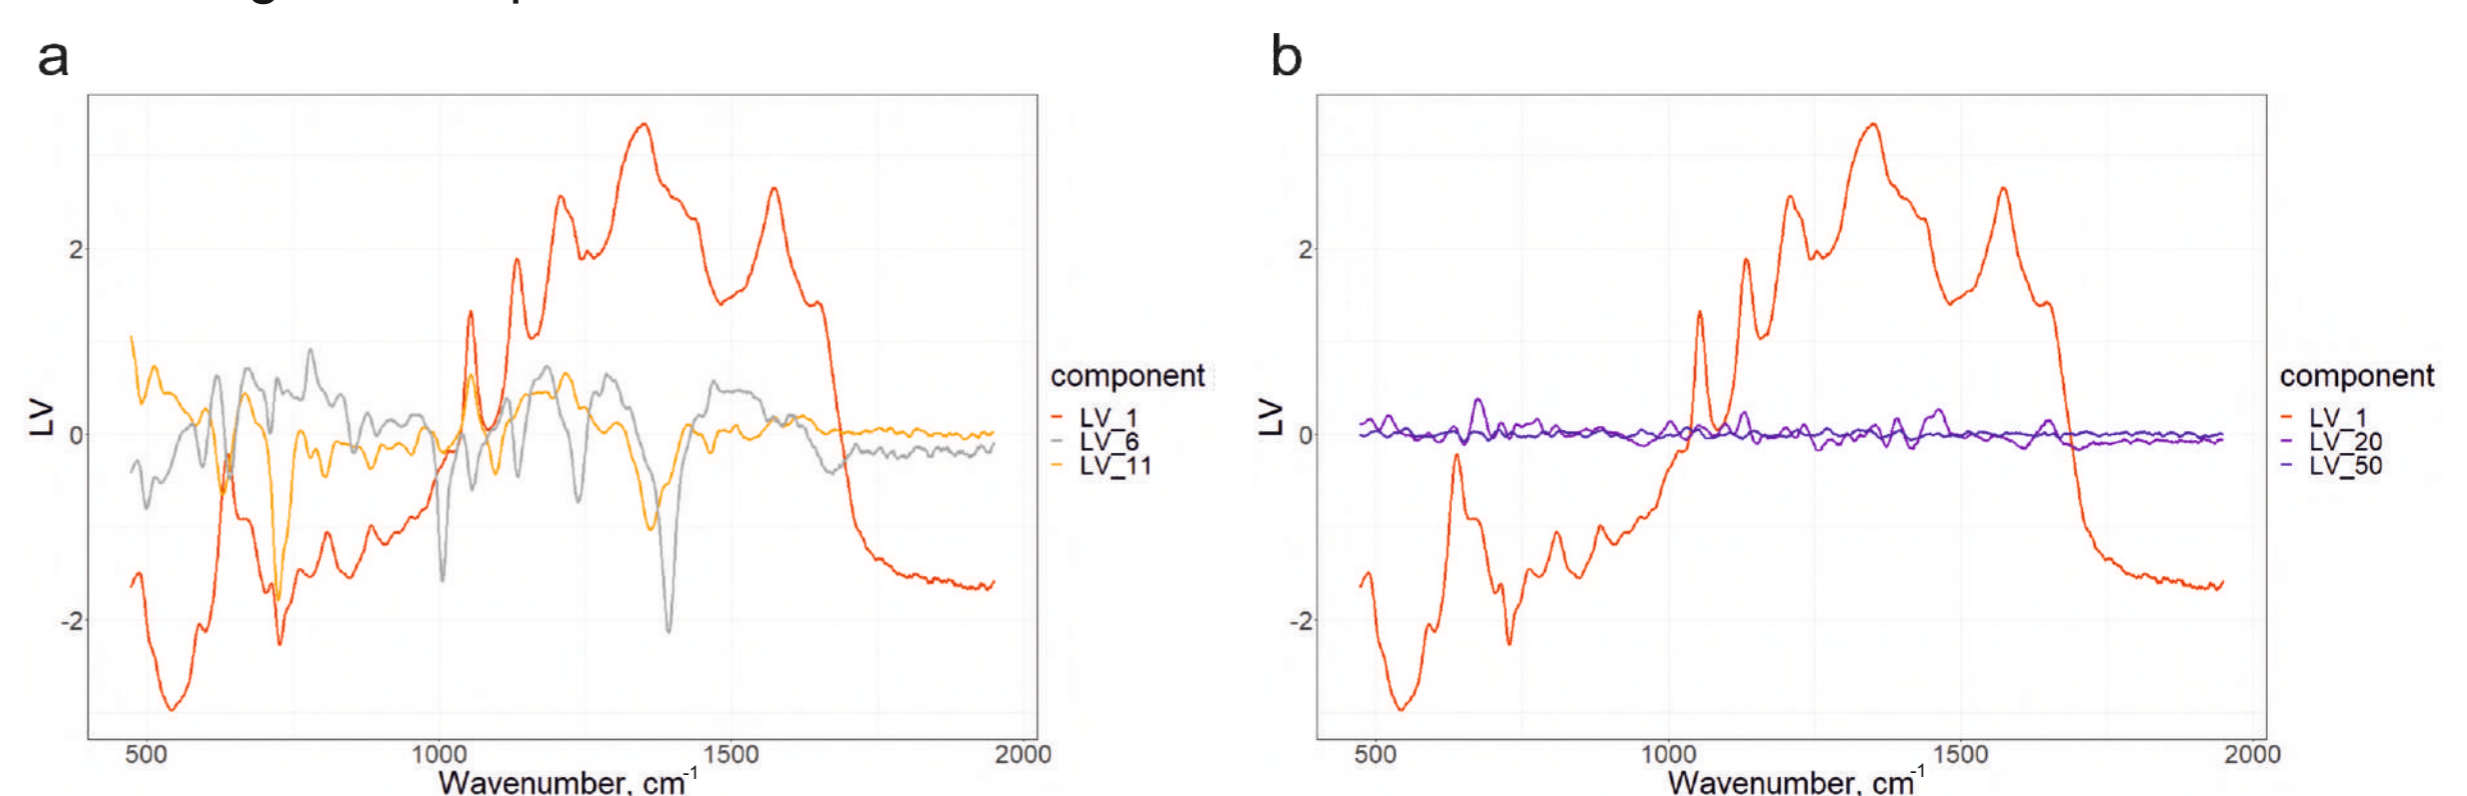 a
b
LV
2
0
-2
500
1000
1500
2000
Wavenumber, cm-1
component
LV_1
LV_6
LV_11
LV
2
0
-2
500
1000
1500
2000
Wavenumber, cm-1
component
LV_1
LV_20
LV_50